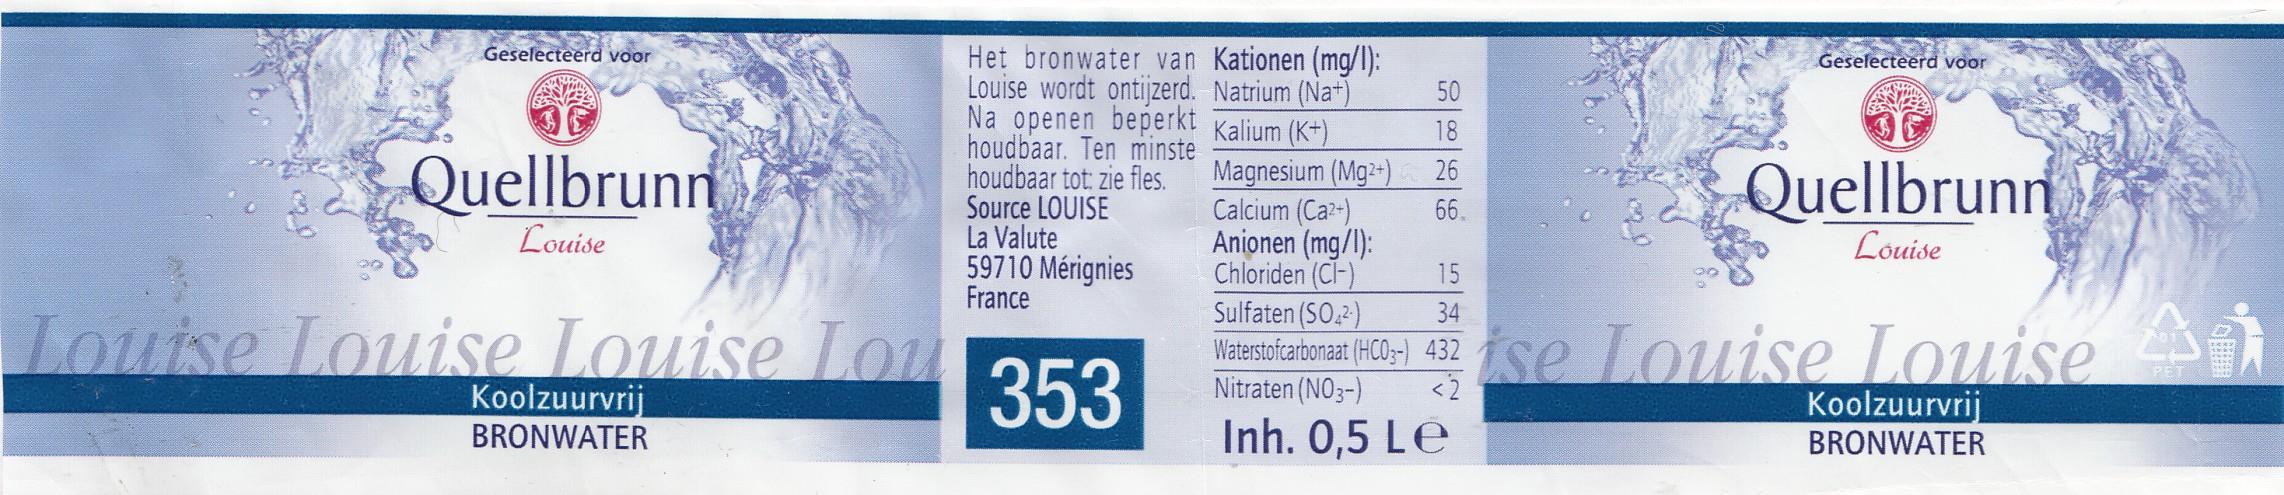 Geselecteerd voor
Quellbrunn
Louise
Louise Louise Louise Lou
Koolzuurvrij
BRONWATER
Het bronwater van
Louise wordt ontijzerd.
Na openen beperkt
houdbaar. Ten minste
houdbaar tot: zie fles.
Source LOUISE
La Valute
59710 Mérignies
France
353
Kationen (mg/l):
Natrium (Na+) 50
Kalium (K+) 18
Magnesium (Mg2+) 26
Calcium (Ca2+) 66
Anionen (mg/l):
Chloriden (Cl-) 15
Sulfaten (SO42-) 34
Waterstofcarbonaat (HCO3-) 432
Nitraten (NO3-) <2
Inh. 0,5 L e
Geselecteerd voor
Quellbrunn
Louise
ise Louise Louise
01
PET
Koolzuurvrij
BRONWATER